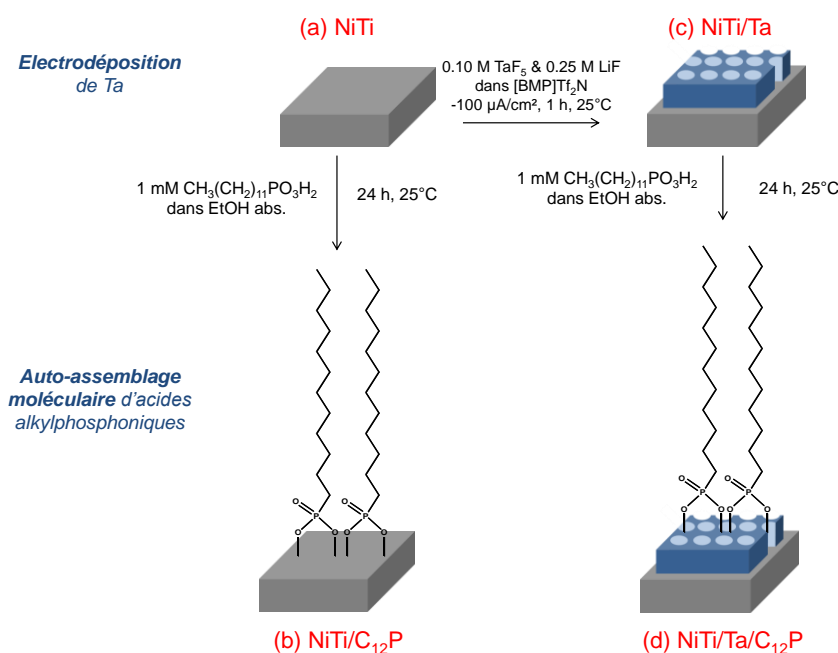 (a) NiTi
(c) NiTi/Ta
Electrodéposition
de Ta
0.10 M TaF₅ & 0.25 M LiF
dans [BMP]Tf₂N
-100 µA/cm², 1 h, 25°C
1 mM CH₃(CH₂)₁₁PO₃H₂
dans EtOH abs.
24 h, 25°C
1 mM CH₃(CH₂)₁₁PO₃H₂
dans EtOH abs.
24 h, 25°C
Auto-assemblage
moléculaire d'acides
alkylphosphoniques
O P O O
O P O O
O P O O
O P O O
(b) NiTi/C₁₂P
(d) NiTi/Ta/C₁₂P